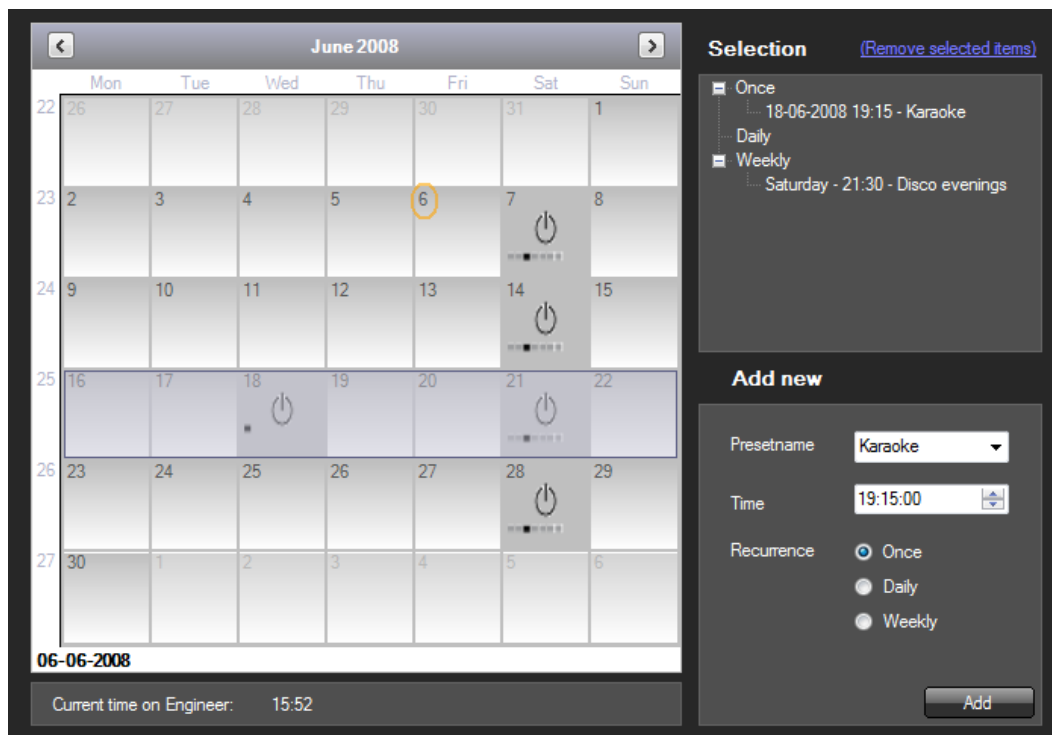 June 2008
Mon Tue Wed Thu Fri Sat Sun
22 26 27 28 29 30 31 1
23 2 3 4 5 6 7 8
24 9 10 11 12 13 14 15
25 16 17 18 19 20 21 22
26 23 24 25 26 27 28 29
27 30 1 2 3 4 5 6
06-06-2008
Current time on Engineer: 15:52
Selection (Remove selected items)
Once
18-06-2008 19:15 - Karaoke
Daily
Weekly
Saturday - 21:30 - Disco evenings
Add new
Presetname Karaoke
Time 19:15:00
Recurrence Once
Daily
Weekly
Add